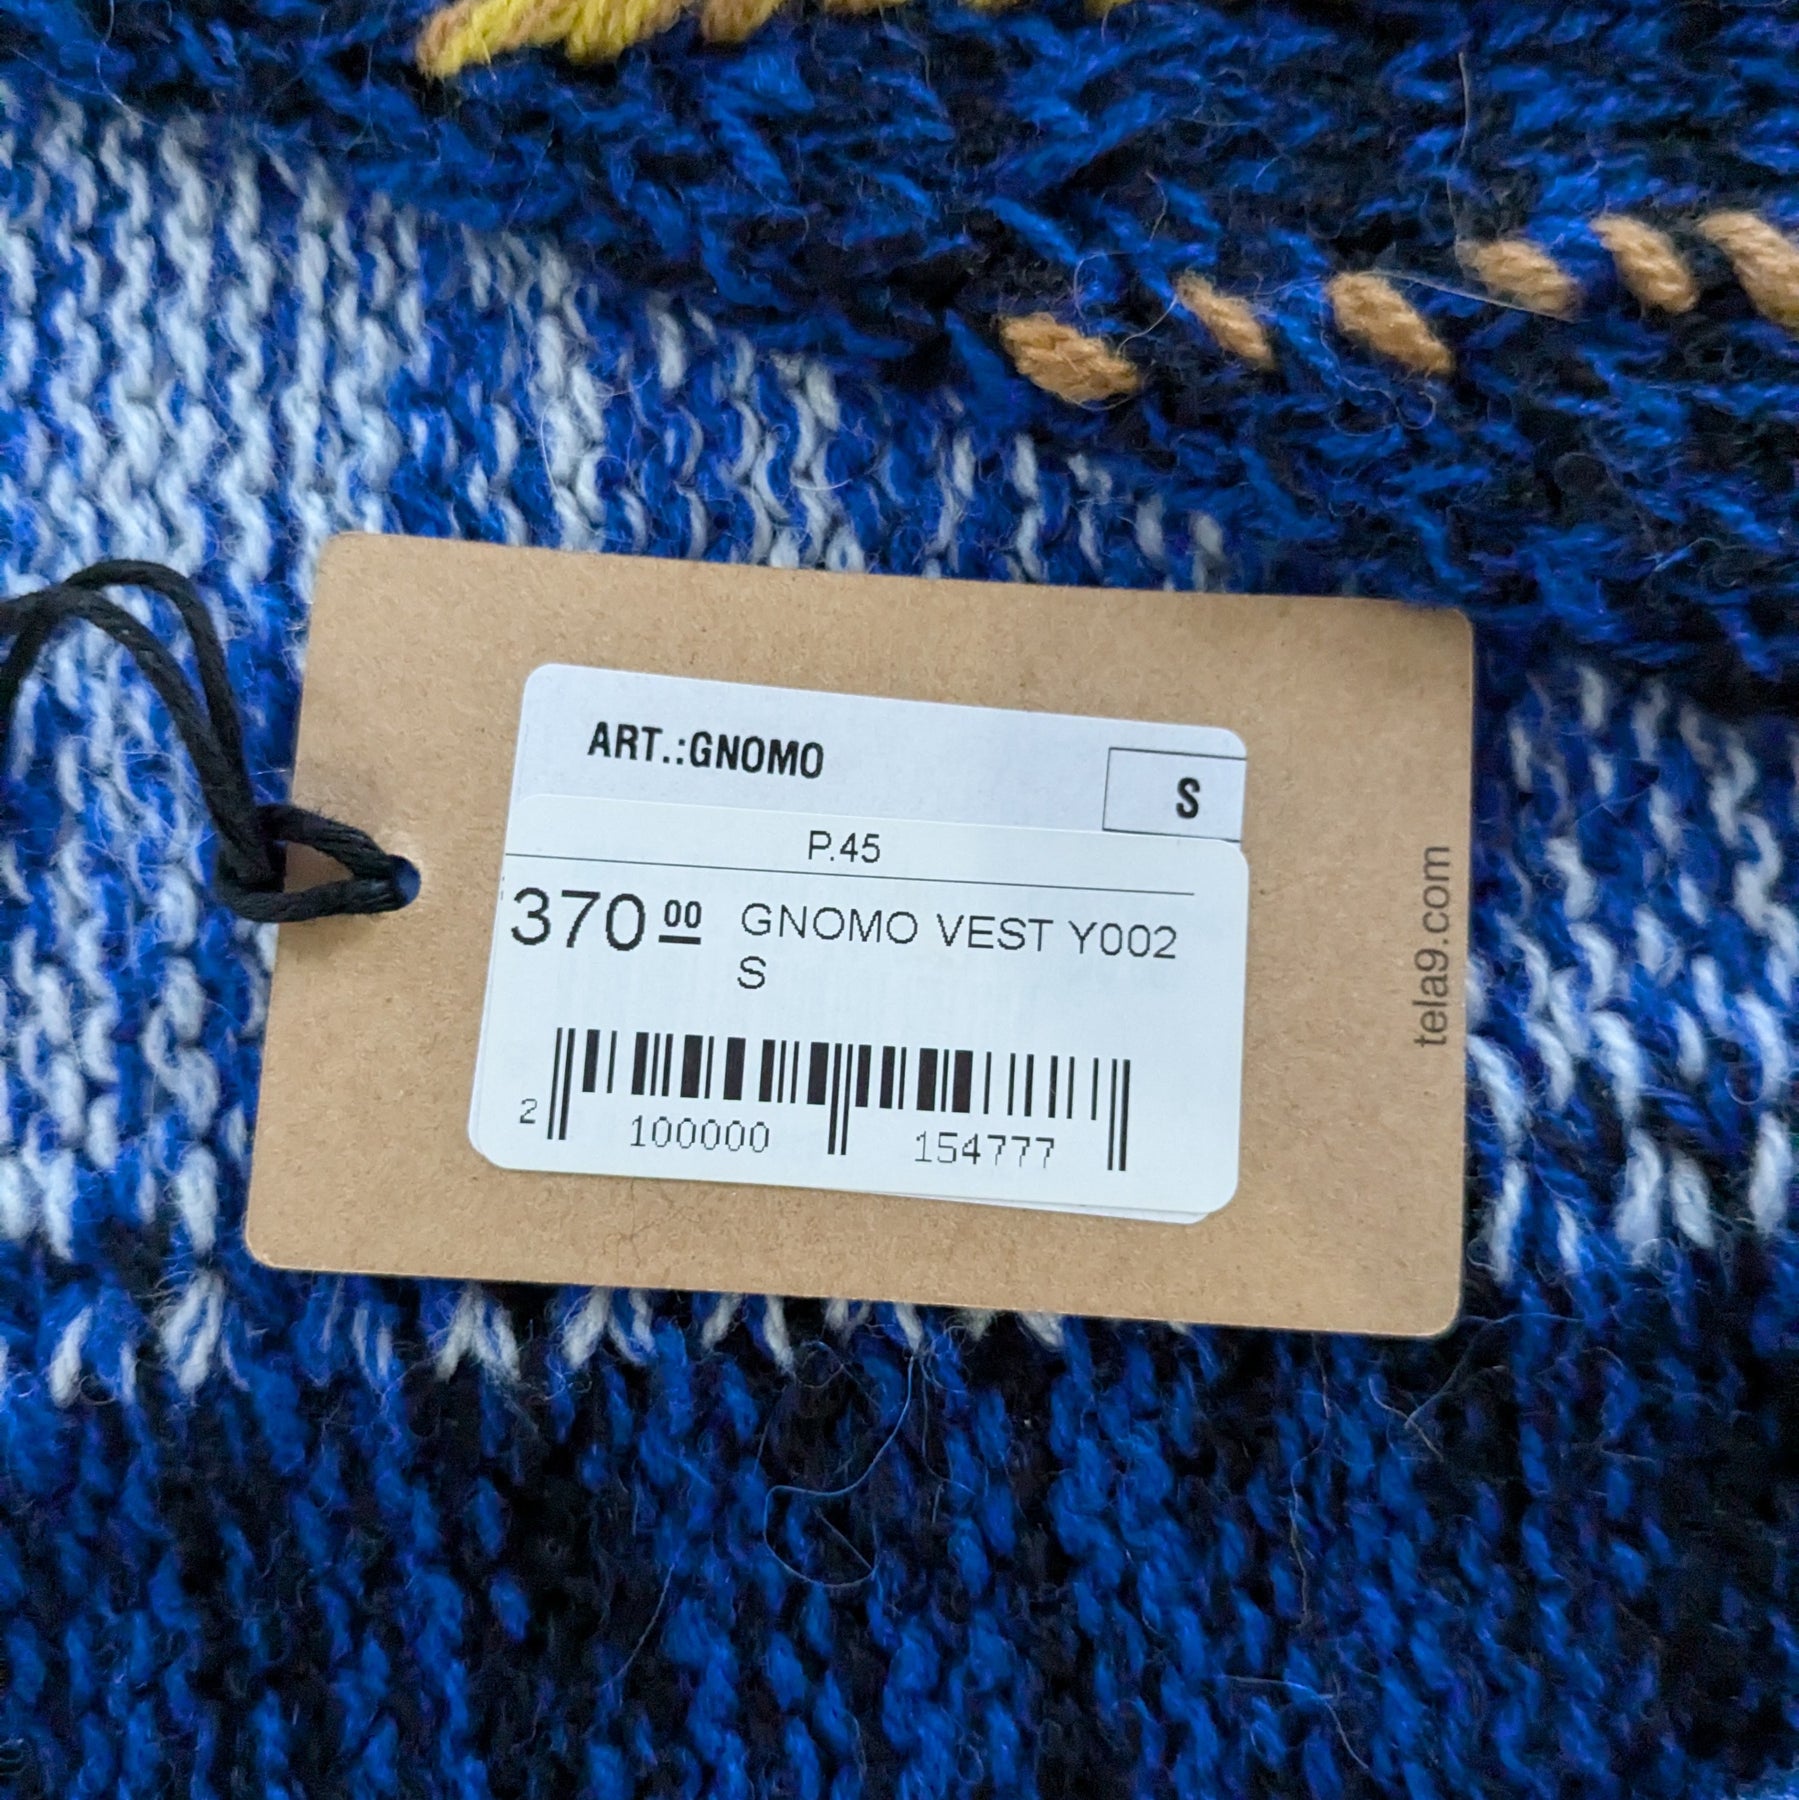 ART.:GNOMO
S
P.45
370 00 GNOMO VEST Y002
S
2 100000 154777
tela9.com